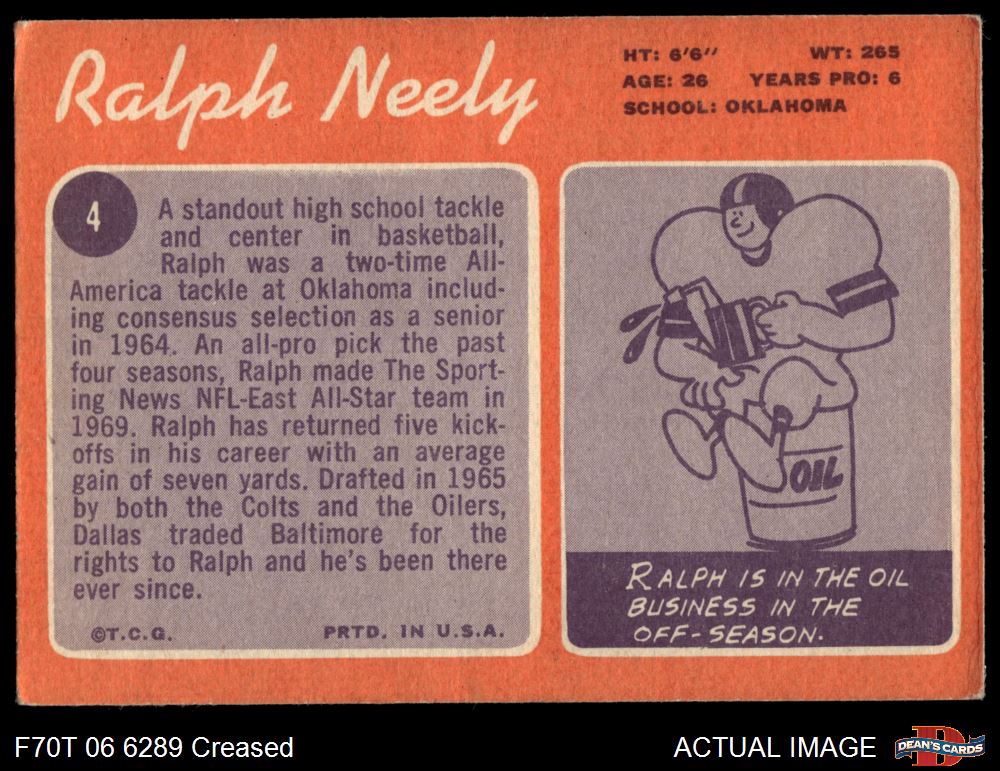 Ralph Neely
HT: 6'6" WT: 265
AGE: 26 YEARS PRO: 6
SCHOOL: OKLAHOMA
4
A standout high school tackle
and center in basketball,
Ralph was a two-time All-
America tackle at Oklahoma includ-
ing consensus selection as a senior
in 1964. An all-pro pick the past
four seasons, Ralph made The Sport-
ing News NFL-East All-Star team in
1969. Ralph has returned five kick-
offs in his career with an average
gain of seven yards. Drafted in 1965
by both the Colts and the Oilers,
Dallas traded Baltimore for the
rights to Ralph and he's been there
ever since.
©T.C.G. PRTD. IN U.S.A.
OIL
RALPH IS IN THE OIL
BUSINESS IN THE
OFF-SEASON.
F70T 06 6289 Creased
ACTUAL IMAGE
D
DEAN'S CARDS